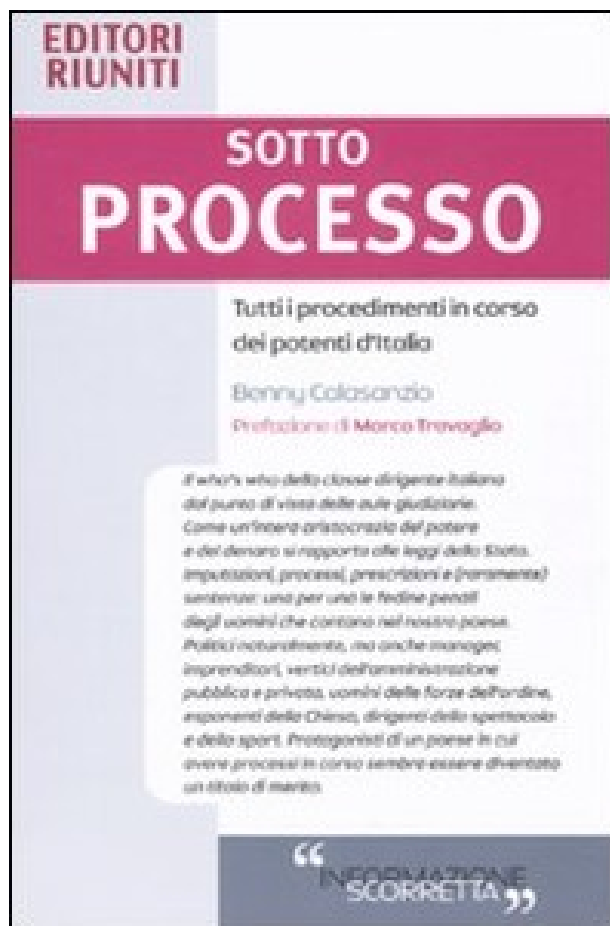 EDITORI
RIUNITI
SOTTO
PROCESSO
Tutti i procedimenti in corso
dei potenti d'Italia
Benny Calasanzio
Prefazione di Marco Travaglio
Il who's who della classe dirigente italiana
dal punto di vista delle aule giudiziarie.
Come un'intera aristocrazia del potere
e del denaro si rapporta alle leggi dello Stato.
Imputazioni, processi, prescrizioni e (raramente)
sentenze: una per una le fedine penali
degli uomini che contano nel nostro paese.
Politici naturalmente, ma anche manager,
imprenditori, vertici dell'amministrazione
pubblica e privata, uomini delle forze dell'ordine,
esponenti della Chiesa, dirigenti dello spettacolo
e dello sport. Protagonisti di un paese in cui
avere processi in corso sembra essere diventato
un titolo di merito.
“INFORMAZIONE
SCORRETTA”